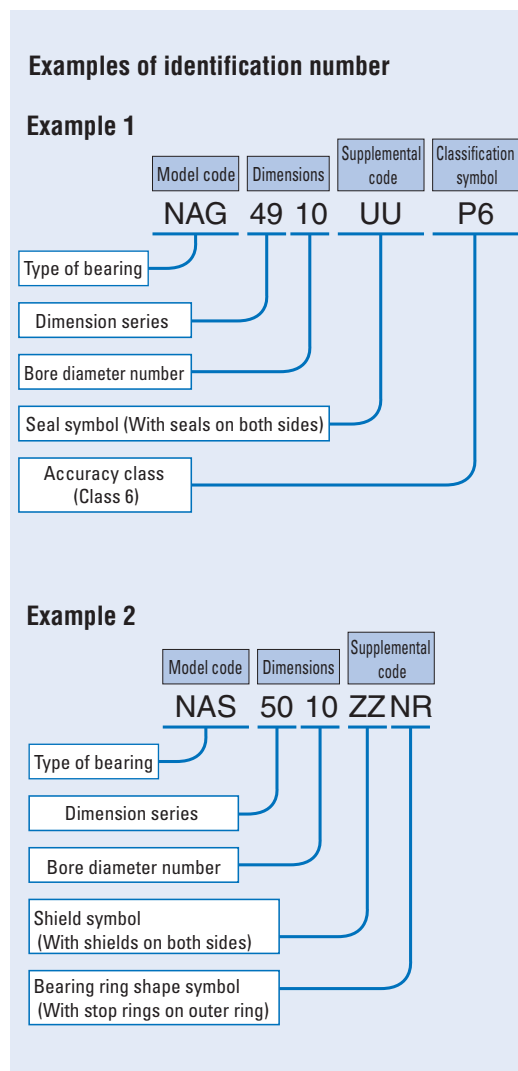 Examples of identification number
Example 1
Model code Dimensions Supplemental code Classification symbol
NAG 49 10 UU P6
Type of bearing
Dimension series
Bore diameter number
Seal symbol (With seals on both sides)
Accuracy class
(Class 6)
Example 2
Model code Dimensions Supplemental code
NAS 50 10 ZZ NR
Type of bearing
Dimension series
Bore diameter number
Shield symbol
(With shields on both sides)
Bearing ring shape symbol
(With stop rings on outer ring)